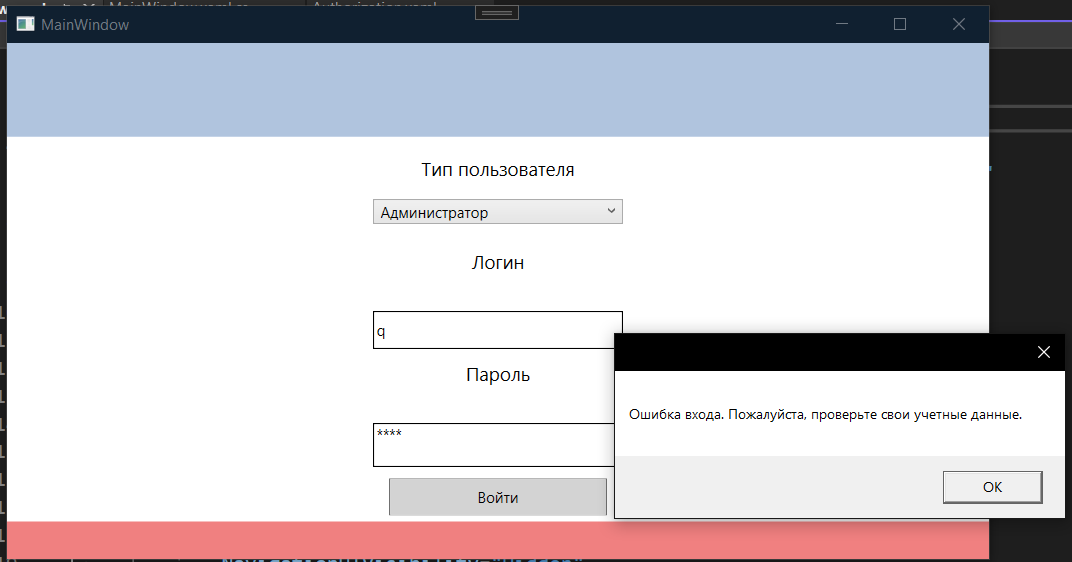 MainWindow
Тип пользователя
Администратор
Логин
q
Пароль
****
Войти
Ошибка входа. Пожалуйста, проверьте свои учетные данные.
OK